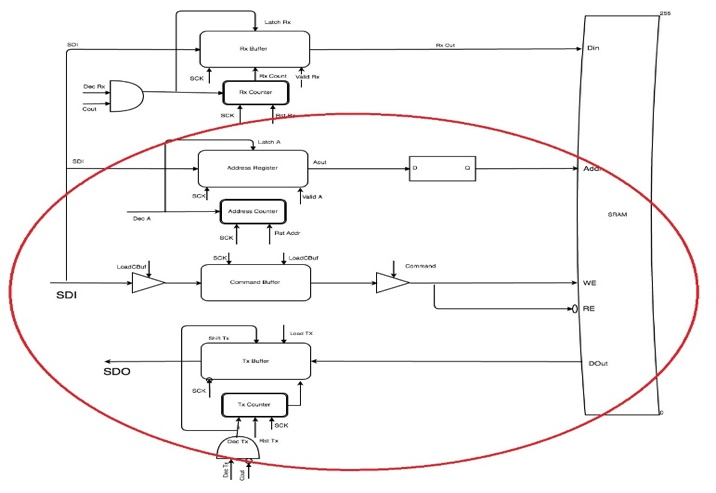 255
Latch Rx
SDI
Rx Buffer
Rx Out
Din
SCK
Rx Count
Valid Rx
Dec Rx
Rx Counter
Cout
SCK
Latch A
SDI
Address Register
Aout
D
Q
SCK
Valid A
Address Counter
SRAM
Dec A
SCK
Rst Addr
SCK
LoadCBuf
LoadCBuf
Command
Command Buffer
WE
SDI
RE
Shift Tx
Load TX
Tx Buffer
DOut
SDO
SCK
Tx Counter
0
SCK
Dec Tx
Rst Tx
Dec Tx
Cout